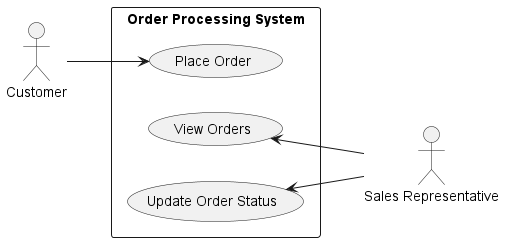 Order Processing System
Customer
Place Order
View Orders
Update Order Status
Sales Representative